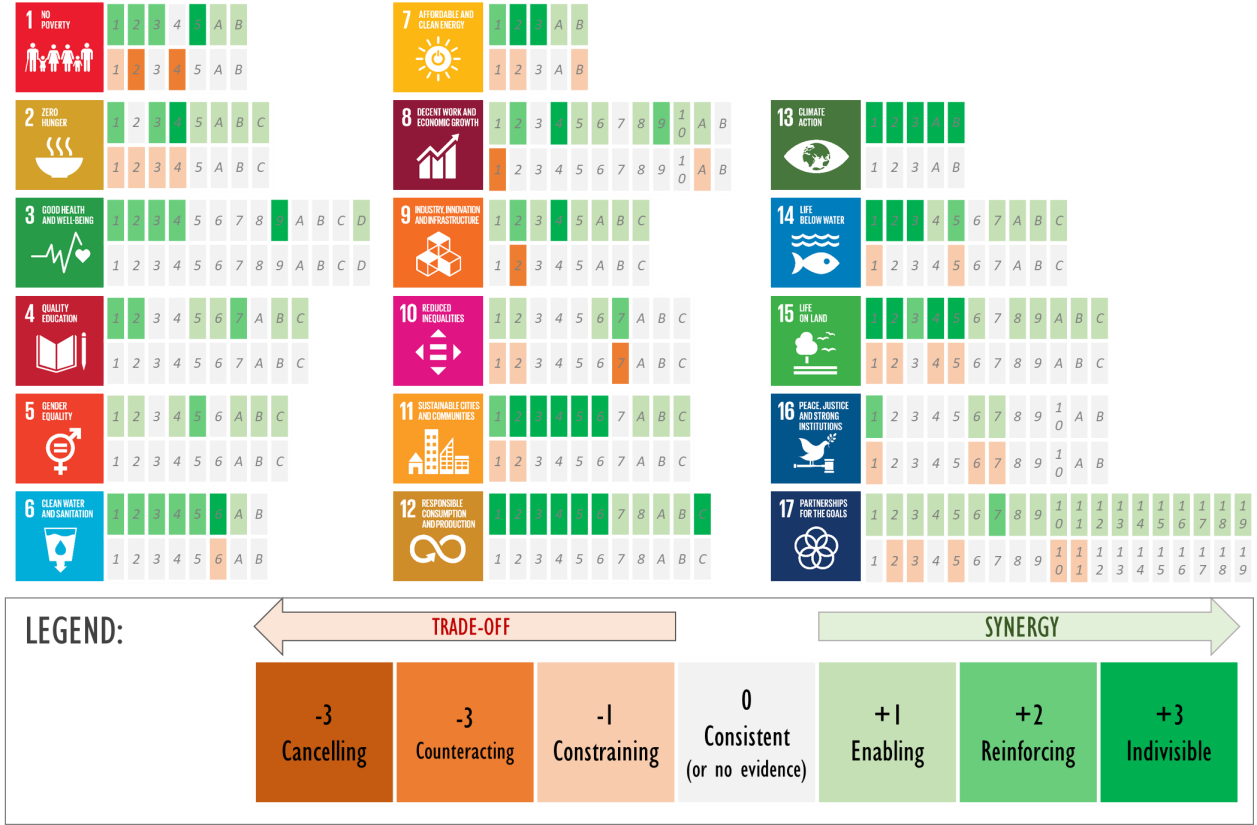 1 NO
POVERTY
1 2 3 4 5 A B
1 2 3 4 5 A B
2 ZERO
HUNGER
1 2 3 4 5 A B C
1 2 3 4 5 A B C
3 GOOD HEALTH
AND WELL-BEING
1 2 3 4 5 6 7 8 9 A B C D
1 2 3 4 5 6 7 8 9 A B C D
4 QUALITY
EDUCATION
1 2 3 4 5 6 7 A B C
1 2 3 4 5 6 7 A B C
5 GENDER
EQUALITY
1 2 3 4 5 6 A B C
1 2 3 4 5 6 A B C
6 CLEAN WATER
AND SANITATION
1 2 3 4 5 6 A B
1 2 3 4 5 6 A B
7 AFFORDABLE AND
CLEAN ENERGY
1 2 3 A B
1 2 3 A B
8 DECENT WORK AND
ECONOMIC GROWTH
1 2 3 4 5 6 7 8 9 10 A B
1 2 3 4 5 6 7 8 9 10 A B
9 INDUSTRY, INNOVATION
AND INFRASTRUCTURE
1 2 3 4 5 A B C
1 2 3 4 5 A B C
10 REDUCED
INEQUALITIES
1 2 3 4 5 6 7 A B C
1 2 3 4 5 6 7 A B C
11 SUSTAINABLE CITIES
AND COMMUNITIES
1 2 3 4 5 6 7 A B C
1 2 3 4 5 6 7 A B C
12 RESPONSIBLE
CONSUMPTION
AND PRODUCTION
1 2 3 4 5 6 7 8 A B C
1 2 3 4 5 6 7 8 A B C
13 CLIMATE
ACTION
1 2 3 A B
1 2 3 A B
14 LIFE
BELOW WATER
1 2 3 4 5 6 7 A B C
1 2 3 4 5 6 7 A B C
15 LIFE
ON LAND
1 2 3 4 5 6 7 8 9 A B C
1 2 3 4 5 6 7 8 9 A B C
16 PEACE, JUSTICE
AND STRONG
INSTITUTIONS
1 2 3 4 5 6 7 8 9 10 A B
1 2 3 4 5 6 7 8 9 10 A B
17 PARTNERSHIPS
FOR THE GOALS
1 2 3 4 5 6 7 8 9 10 11 12 13 14 15 16 17 18 19
1 2 3 4 5 6 7 8 9 10 11 12 13 14 15 16 17 18 19
LEGEND:
TRADE-OFF
SYNERGY
-3
Cancelling
-3
Counteracting
-1
Constraining
0
Consistent
(or no evidence)
+1
Enabling
+2
Reinforcing
+3
Indivisible